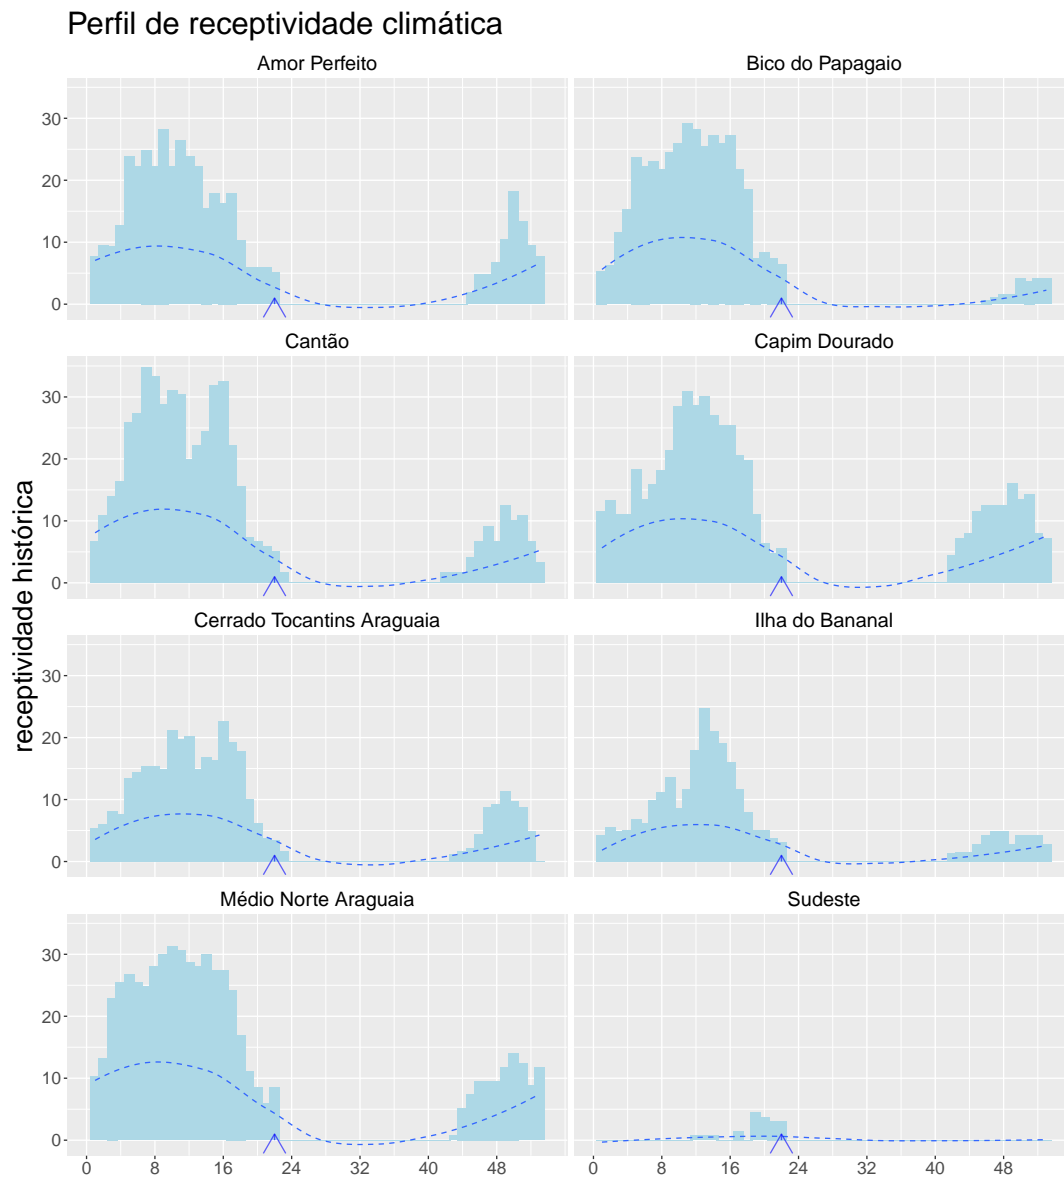 Perfil de receptividade climática
Amor Perfeito
Bico do Papagaio
30
20
10
0
Cantão
Capim Dourado
30
20
10
0
receptividade histórica
Cerrado Tocantins Araguaia
Ilha do Bananal
30
20
10
0
Médio Norte Araguaia
Sudeste
30
20
10
0
0 8 16 24 32 40 48
0 8 16 24 32 40 48